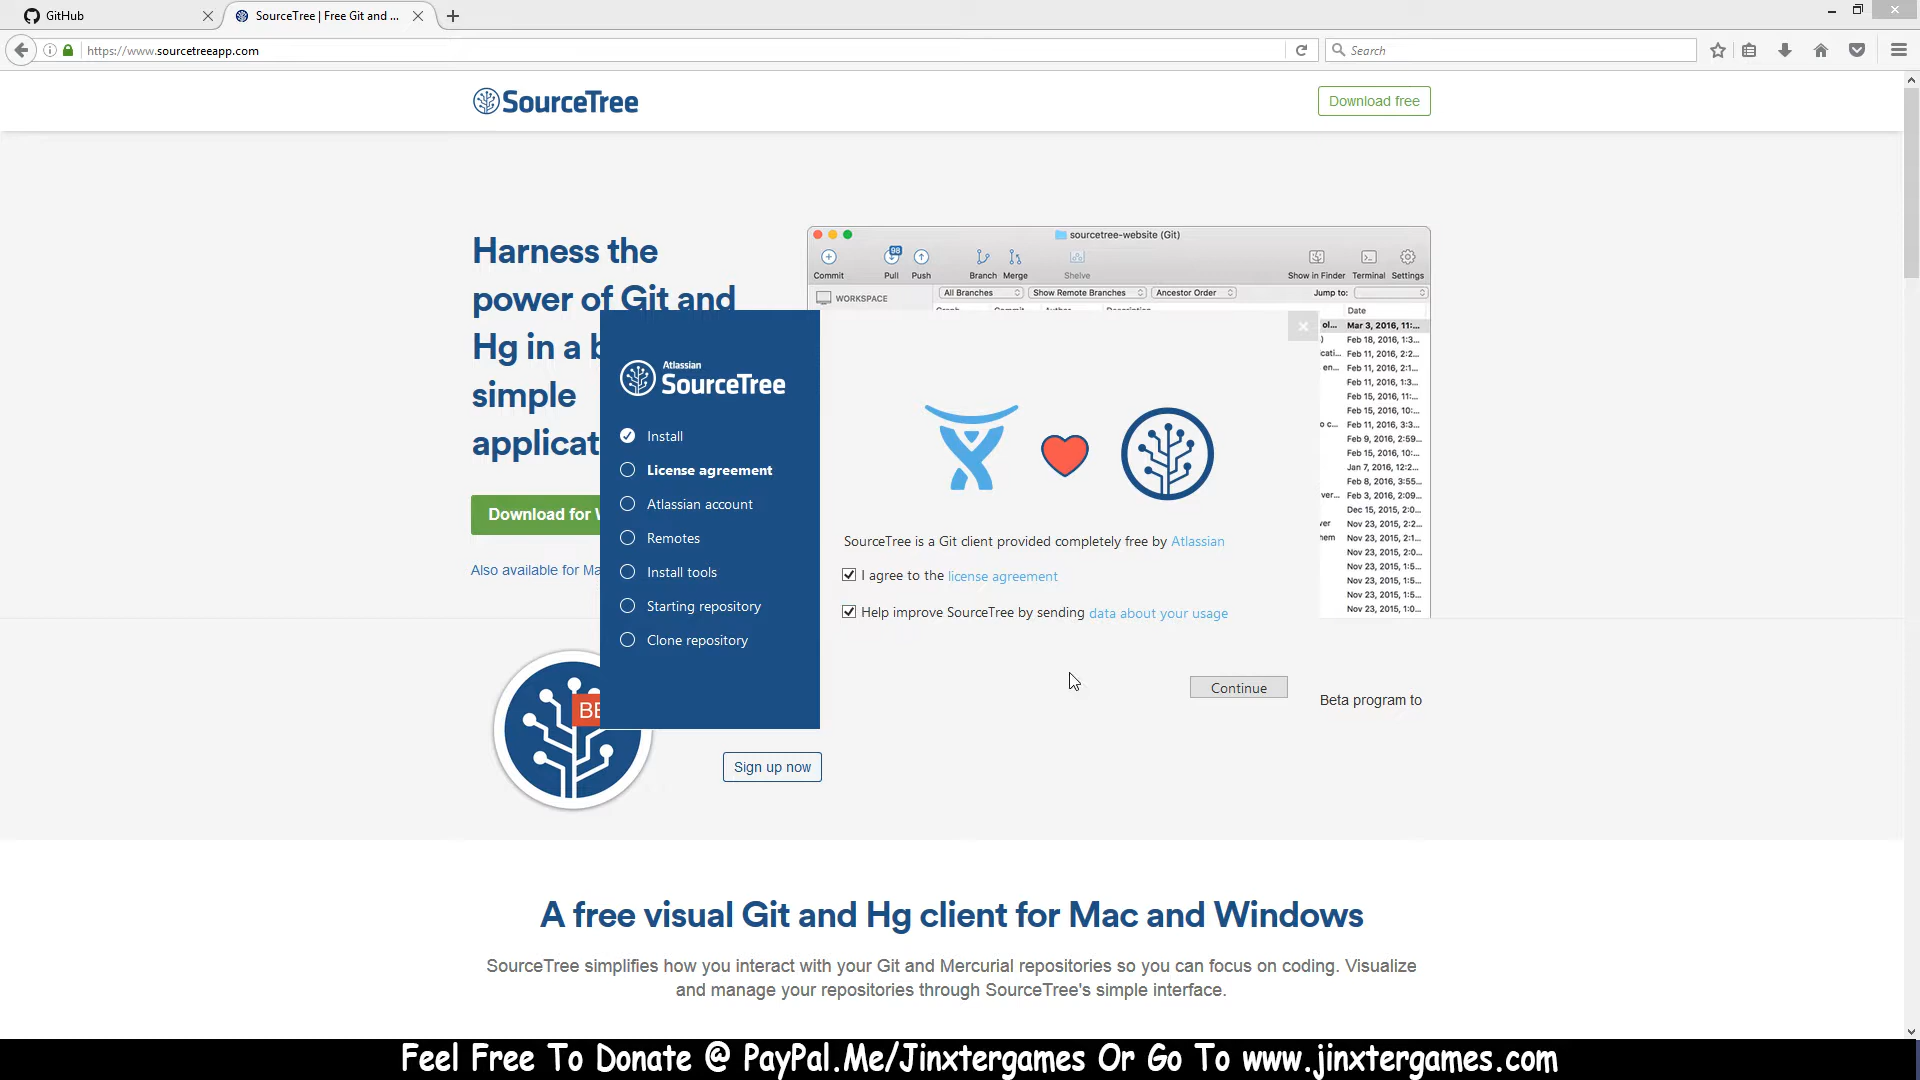 GitHub
SourceTree | Free Git and ...
https://www.sourcetreeapp.com
Search
SourceTree
Download free
Harness the
power of Git and
Hg in a b
simple
applicat
Download for W
Also available for Ma
sourcetree-website (Git)
98
Commit
Pull
Push
Branch
Merge
Shelve
Show in Finder
Terminal
Settings
WORKSPACE
All Branches
Show Remote Branches
Ancestor Order
Jump to:
Graph
Commit
Author
Description
Date
ol... Mar 3, 2016, 11:...
) Feb 18, 2016, 1:3...
cati... Feb 11, 2016, 2:2...
en... Feb 11, 2016, 2:1...
Feb 11, 2016, 1:3...
Feb 15, 2016, 11:...
Feb 15, 2016, 10:...
o c... Feb 11, 2016, 3:3...
Feb 9, 2016, 2:59...
Feb 15, 2016, 10:...
Jan 7, 2016, 12:2...
Feb 8, 2016, 3:55...
ver... Feb 3, 2016, 2:09...
Dec 15, 2015, 2:0...
ver Nov 23, 2015, 2:2...
hem Nov 23, 2015, 2:1...
Nov 23, 2015, 2:0...
Nov 23, 2015, 1:5...
Nov 23, 2015, 1:5...
Nov 23, 2015, 1:0...
Atlassian
SourceTree
Install
License agreement
Atlassian account
Remotes
Install tools
Starting repository
Clone repository
SourceTree is a Git client provided completely free by Atlassian
I agree to the license agreement
Help improve SourceTree by sending data about your usage
Continue
BE
Beta program to
Sign up now
A free visual Git and Hg client for Mac and Windows
SourceTree simplifies how you interact with your Git and Mercurial repositories so you can focus on coding. Visualize
and manage your repositories through SourceTree's simple interface.
Feel Free To Donate @ PayPal.Me/Jinxtergames Or Go To www.jinxtergames.com